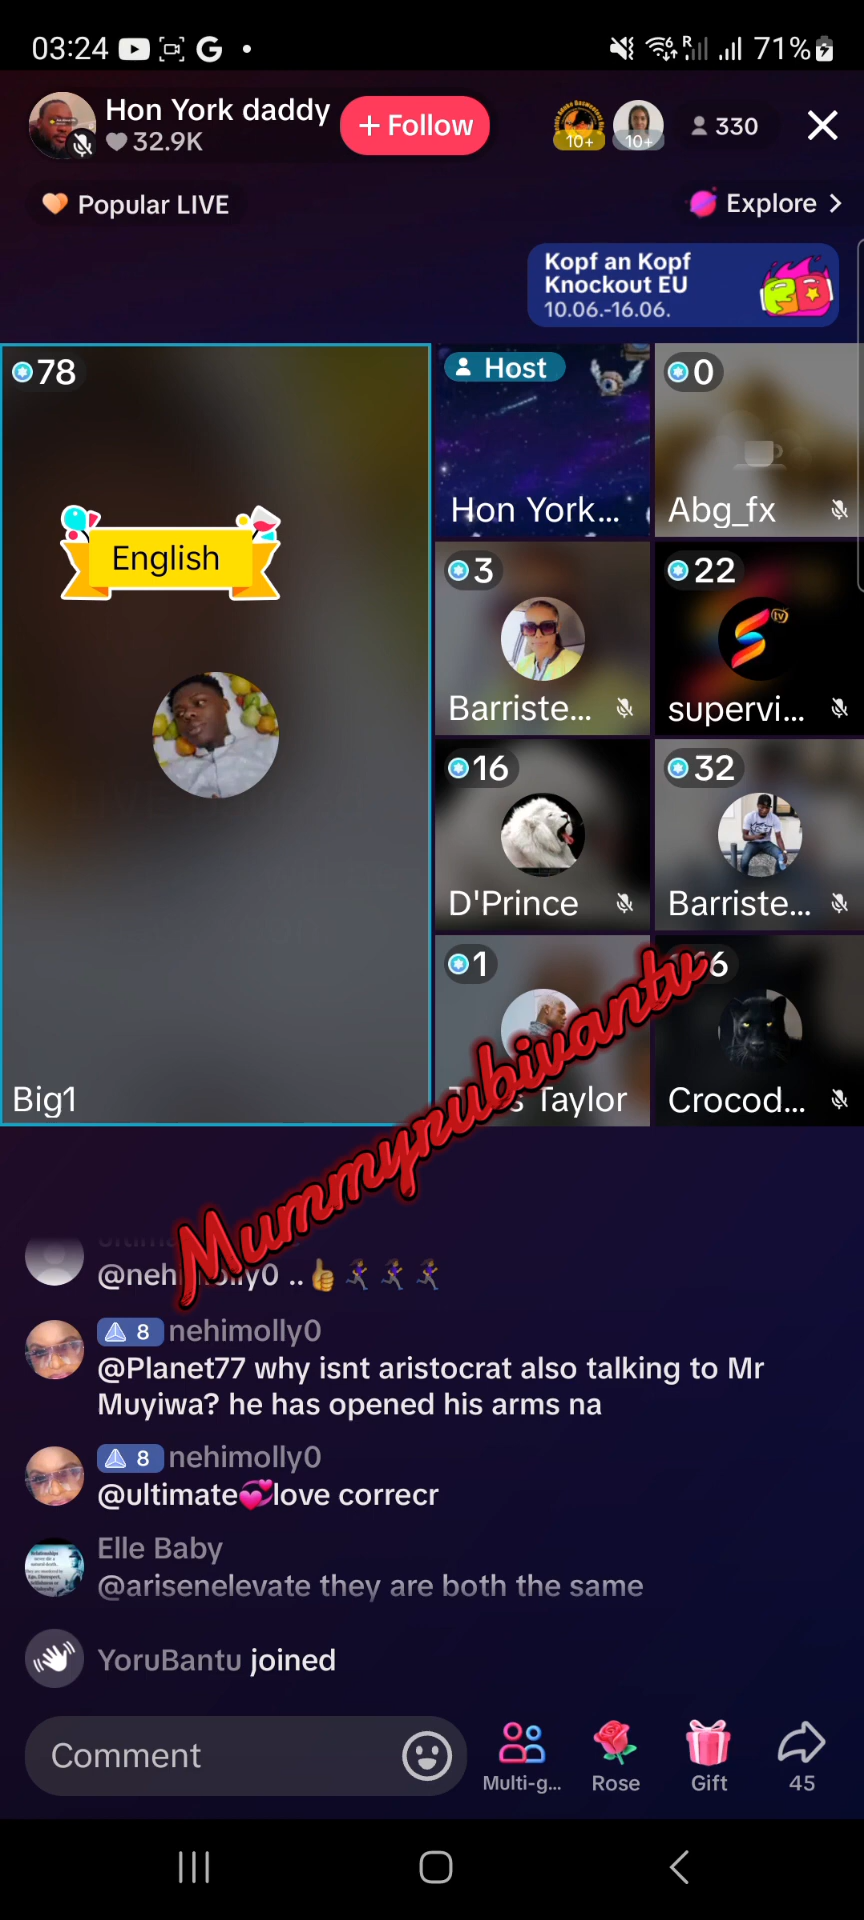 03:24
71%
Hon York daddy
32.9K
+ Follow
10+
10+
330
Popular LIVE
Explore >
Kopf an Kopf
Knockout EU
10.06.-16.06.
78
English
Big1
Host
Hon York...
0
Abg_fx
3
Barriste...
22
tv
supervi...
16
D'Prince
32
Barriste...
1
Taylor
Crocod...
Mummyrubivantv
@nehimolly0 ..👍🏃🏃🏃
8 nehimolly0
@Planet77 why isnt aristocrat also talking to Mr
Muyiwa? he has opened his arms na
8 nehimolly0
@ultimate💞love correcr
Elle Baby
@arisenelevate they are both the same
YoruBantu joined
Comment
Multi-g...
Rose
Gift
45